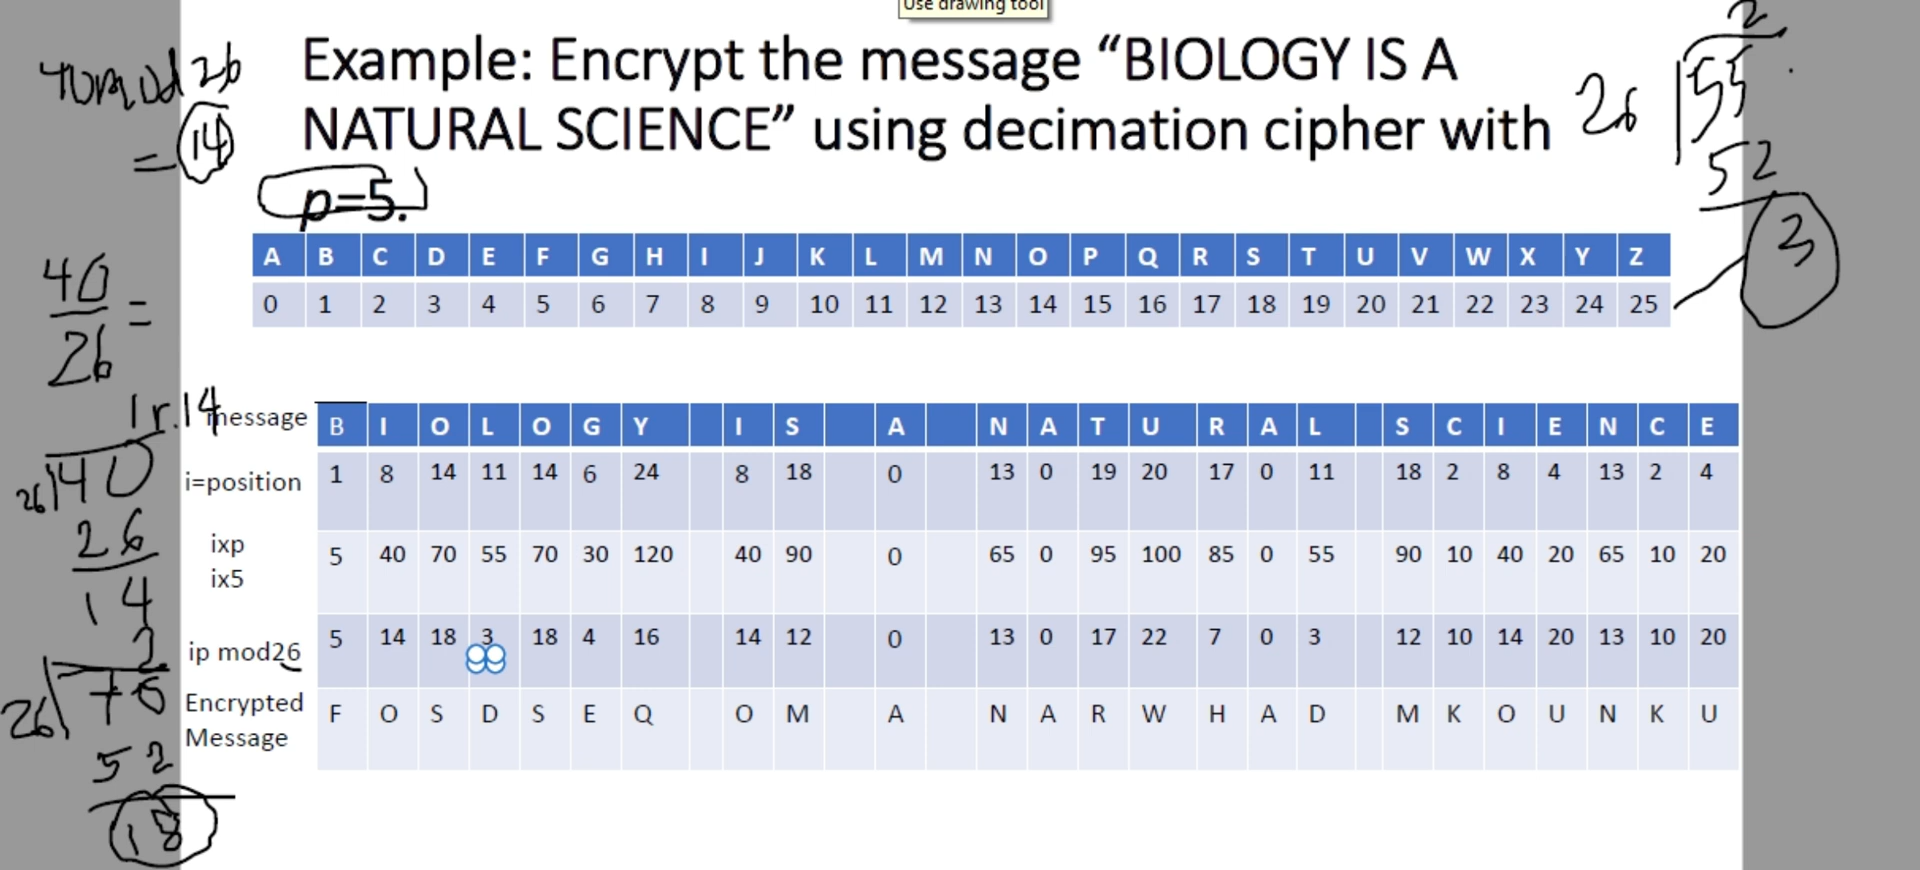 Use drawing tool
Example: Encrypt the message “BIOLOGY IS A
NATURAL SCIENCE” using decimation cipher with
p=5.
40mod26
=14
26 55
2
52
3
A B C D E F G H I J K L M N O P Q R S T U V W X Y Z
0 1 2 3 4 5 6 7 8 9 10 11 12 13 14 15 16 17 18 19 20 21 22 23 24 25
40
26
=
1 r.14
26 40
26
14
2
26 70
52
18
message B I O L O G Y I S A N A T U R A L S C I E N C E
i=position 1 8 14 11 14 6 24 8 18 0 13 0 19 20 17 0 11 18 2 8 4 13 2 4
ixp
ix5 5 40 70 55 70 30 120 40 90 0 65 0 95 100 85 0 55 90 10 40 20 65 10 20
ip mod26 5 14 18 3 18 4 16 14 12 0 13 0 17 22 7 0 3 12 10 14 20 13 10 20
Encrypted
Message F O S D S E Q O M A N A R W H A D M K O U N K U